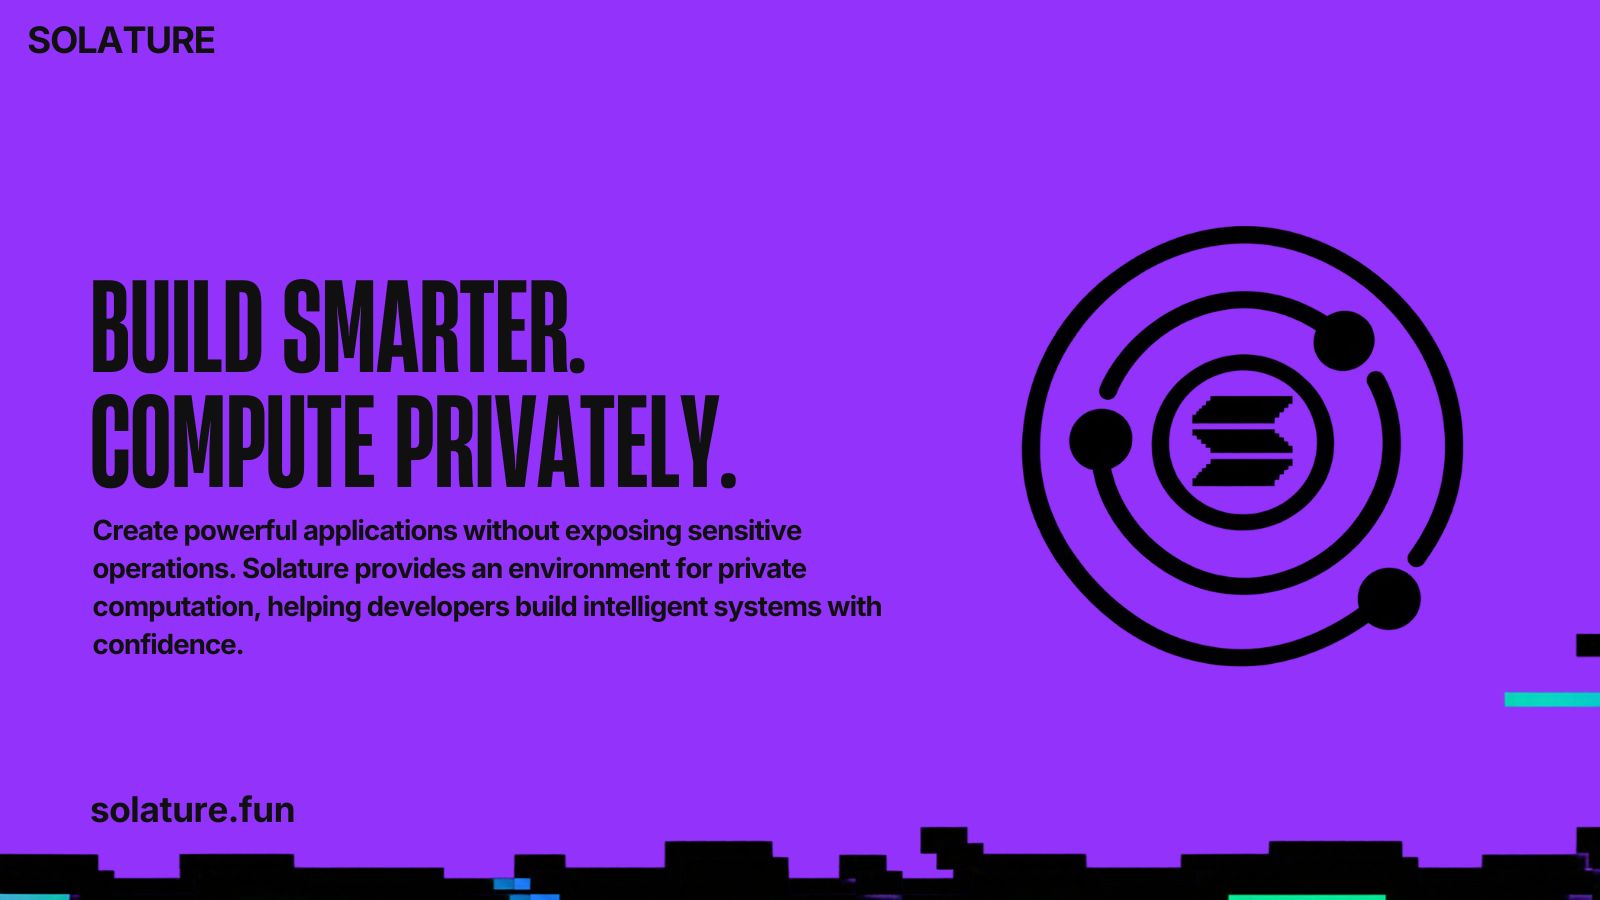 SOLATURE
BUILD SMARTER.
COMPUTE PRIVATELY.
Create powerful applications without exposing sensitive
operations. Solature provides an environment for private
computation, helping developers build intelligent systems with
confidence.
solature.fun